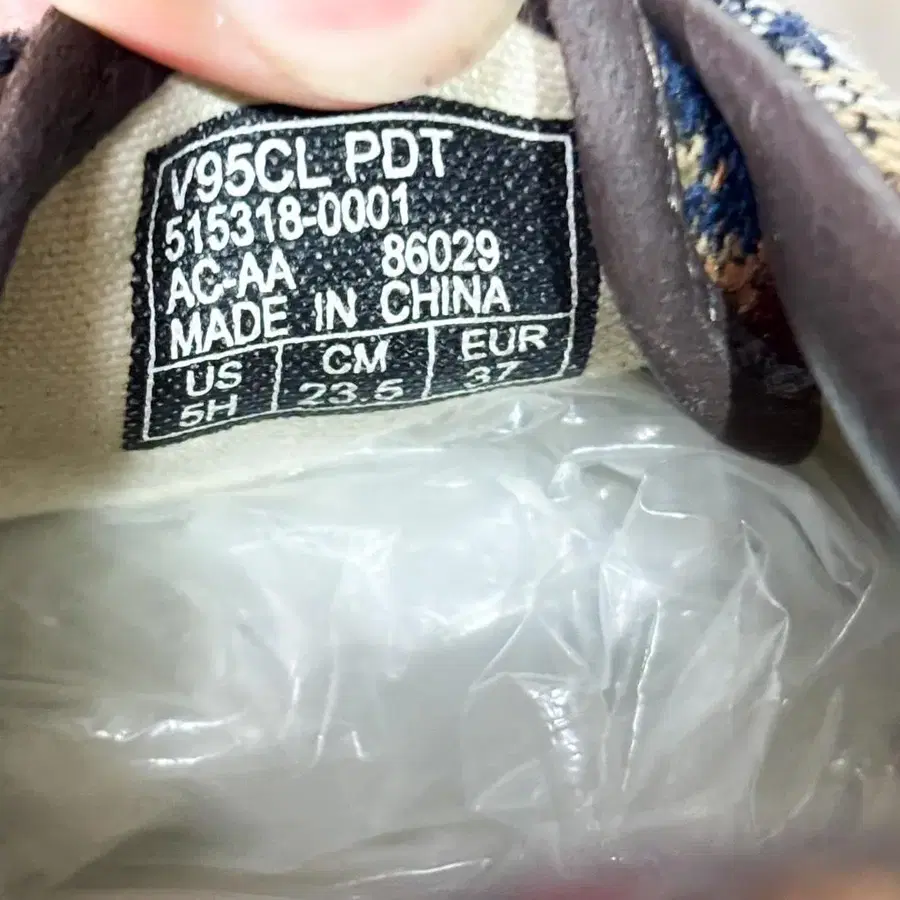 V95CL PDT
515318-0001
AC-AA 86029
MADE IN CHINA
US CM EUR
5H 23.5 37